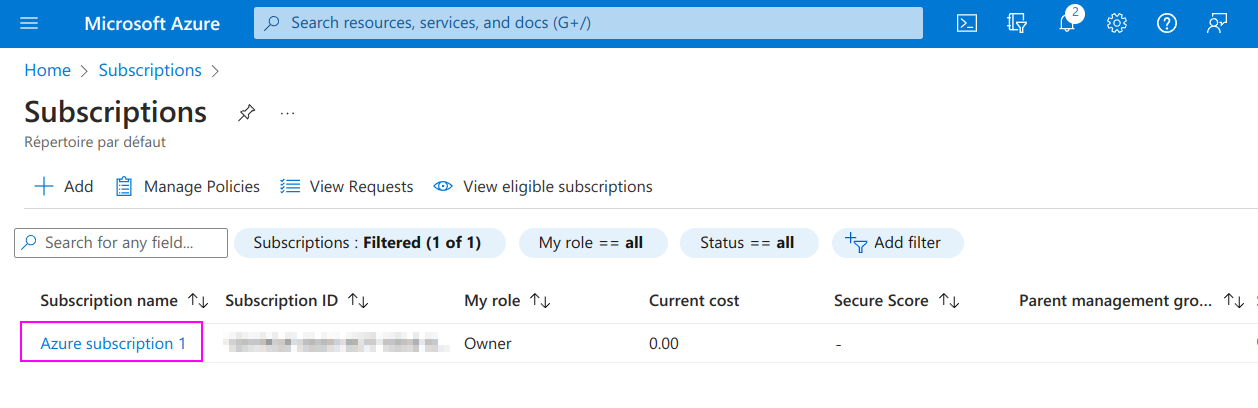 Microsoft Azure
Search resources, services, and docs (G+/)
2
Home > Subscriptions >
Subscriptions ...
Répertoire par défaut
Add Manage Policies View Requests View eligible subscriptions
Search for any field... Subscriptions : Filtered (1 of 1) My role == all Status == all Add filter
Subscription name Subscription ID My role Current cost Secure Score Parent management gro...
Azure subscription 1 Owner 0.00 -